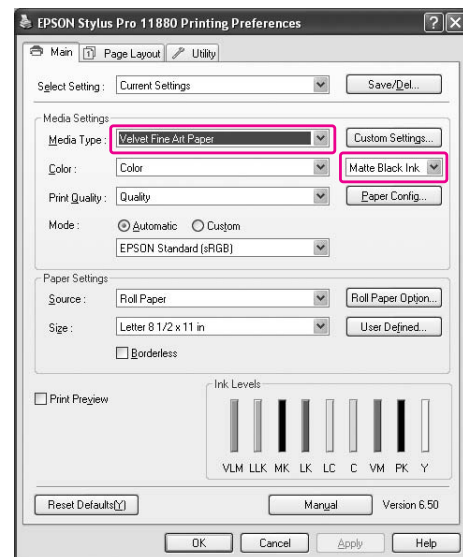 EPSON Stylus Pro 11880 Printing Preferences
Main Page Layout Utility
Select Setting : Current Settings Save/Del...
Media Settings
Media Type : Velvet Fine Art Paper Custom Settings...
Color : Color Matte Black Ink
Print Quality : Quality Paper Config...
Mode : Automatic Custom
EPSON Standard (sRGB)
Paper Settings
Source : Roll Paper Roll Paper Option...
Size : Letter 8 1/2 x 11 in User Defined...
Borderless
Print Preview
Ink Levels
VLM LLK MK LK LC C VM PK Y
Reset Defaults(Y) Manual Version 6.50
OK Cancel Apply Help